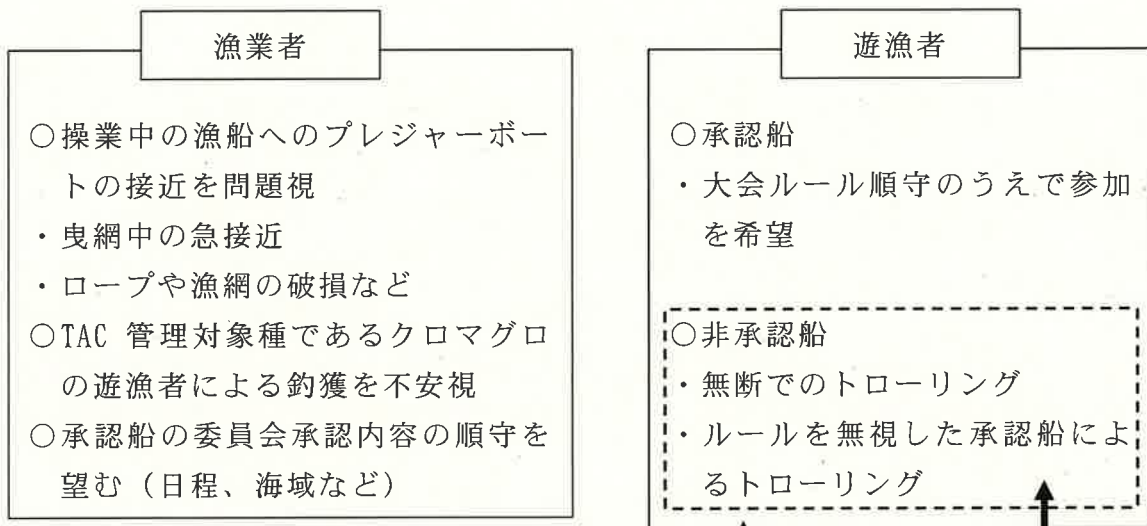 漁業者
○操業中の漁船へのプレジャーボー
トの接近を問題視
・曳網中の急接近
・ロープや漁網の破損など
○TAC 管理対象種であるクロマグロ
の遊漁者による釣獲を不安視
○承認船の委員会承認内容の順守を
望む（日程、海域など）
遊漁者
○承認船
・大会ルール順守のうえで参加
を希望
○非承認船
・無断でのトローリング
・ルールを無視した承認船によ
るトローリング